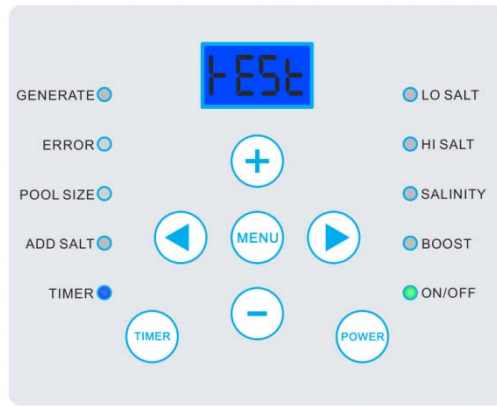 tESt
GENERATE
LO SALT
ERROR
HI SALT
POOL SIZE
SALINITY
ADD SALT
MENU
BOOST
TIMER
ON/OFF
TIMER
POWER